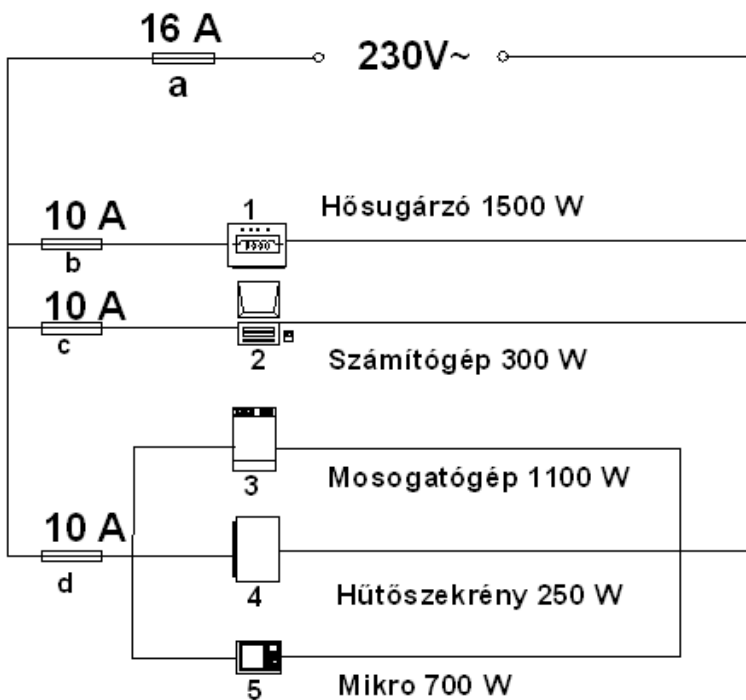 16 A
230V~
a
10 A
1
Hősugárzó 1500 W
b
10 A
c
2
Számítógép 300 W
3
Mosogatógép 1100 W
10 A
d
4
Hűtőszekrény 250 W
5
Mikro 700 W